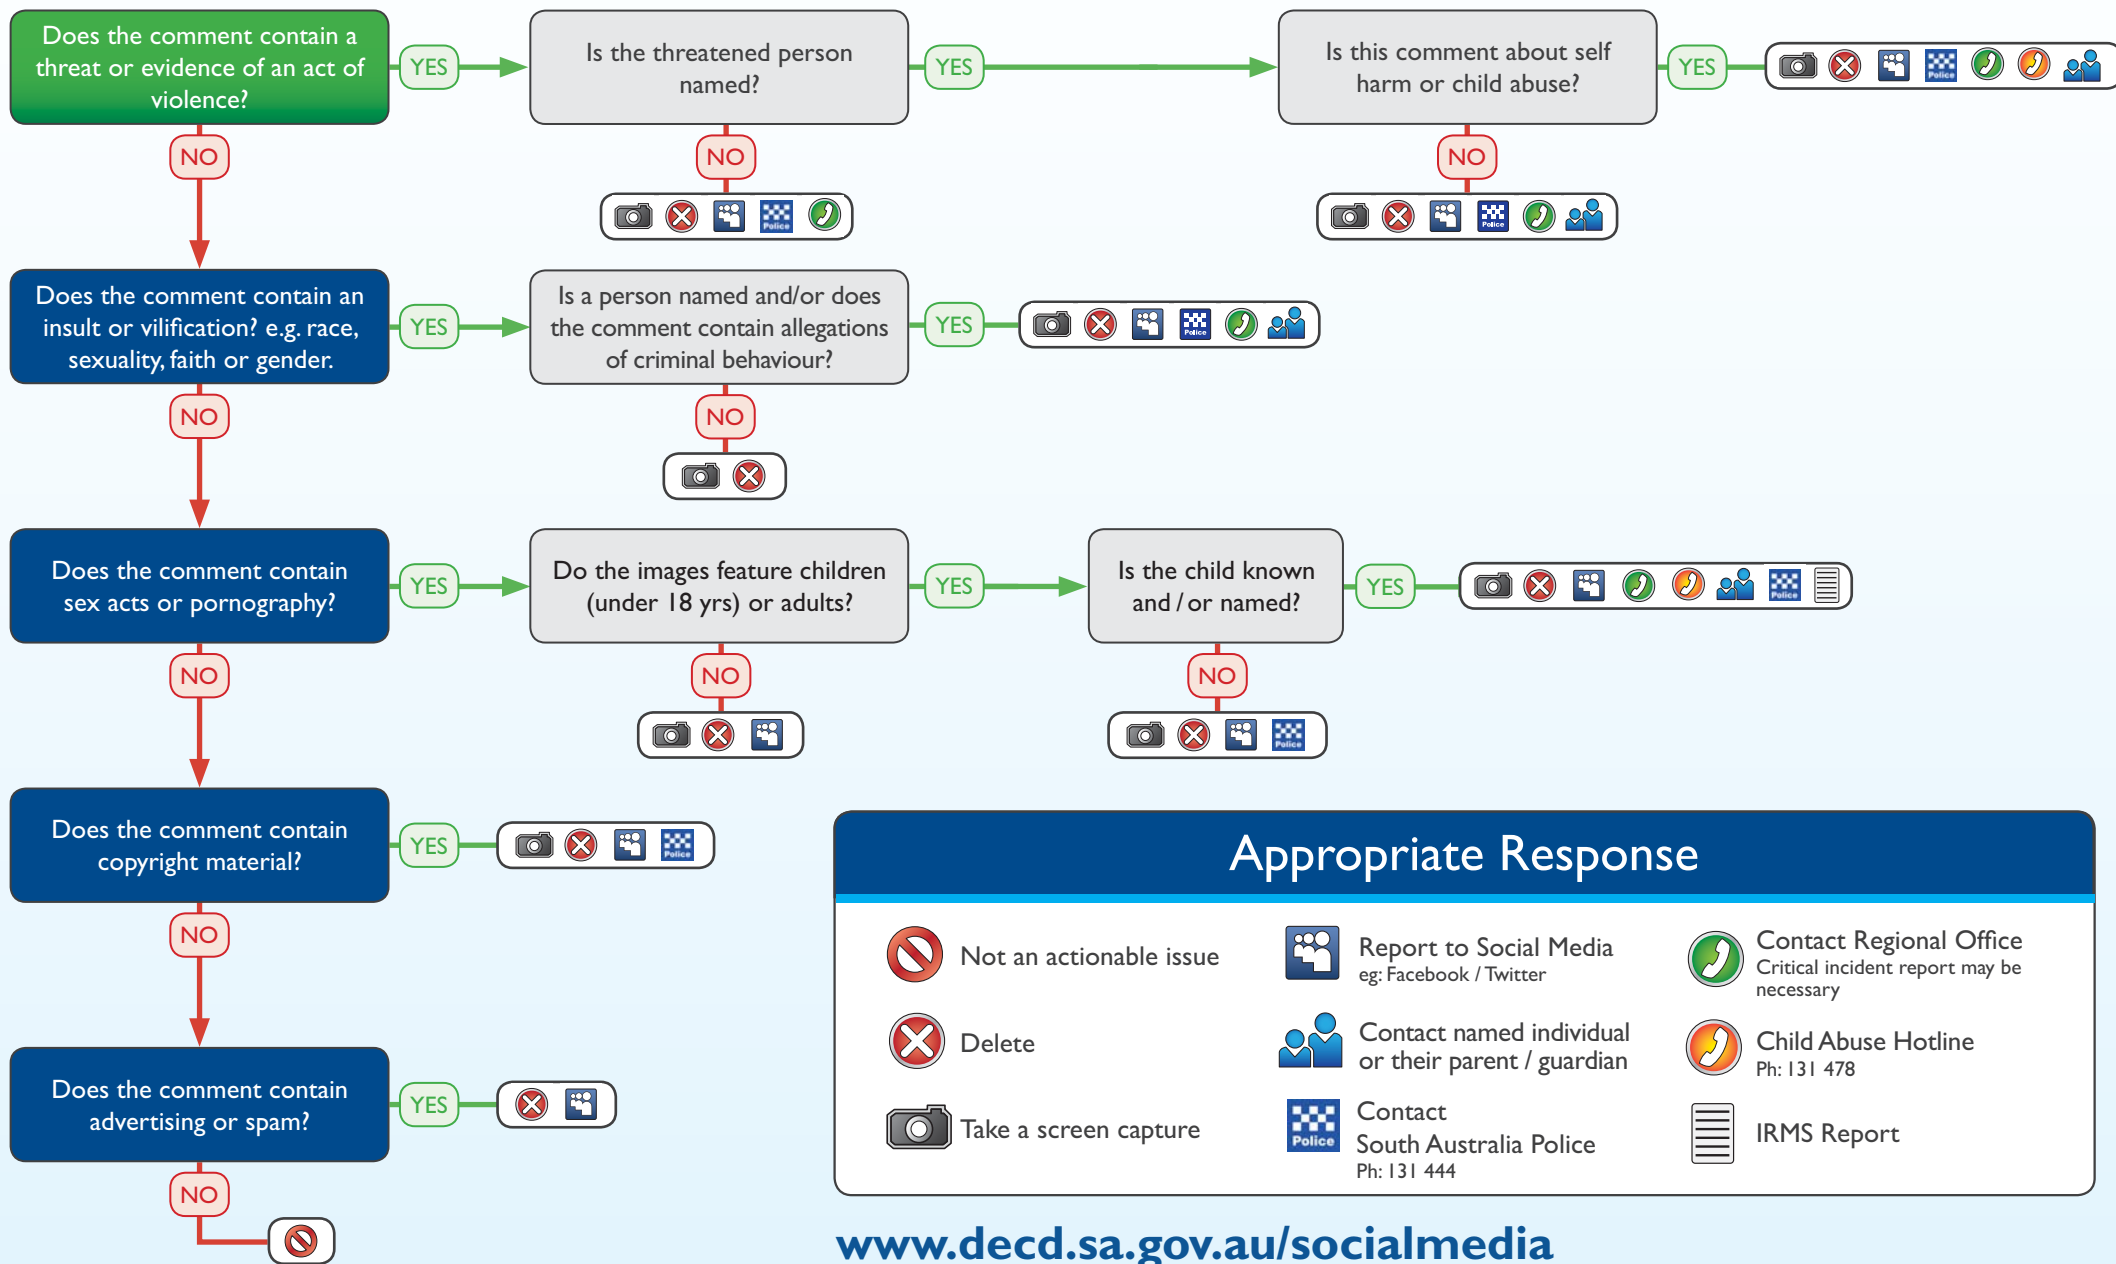 Does the comment contain a
threat or evidence of an act of
violence?
YES
Is the threatened person
named?
YES
Is this comment about self
harm or child abuse?
YES
Police
NO
NO
Police
NO
Police
Does the comment contain an
insult or vilification? e.g. race,
sexuality, faith or gender.
YES
Is a person named and/or does
the comment contain allegations
of criminal behaviour?
YES
Police
NO
NO
Does the comment contain
sex acts or pornography?
YES
Do the images feature children
(under 18 yrs) or adults?
YES
Is the child known
and / or named?
YES
Police
NO
NO
NO
Police
Does the comment contain
copyright material?
YES
Police
NO
Does the comment contain
advertising or spam?
YES
NO
Appropriate Response
Not an actionable issue
Delete
Take a screen capture
Report to Social Media
eg: Facebook / Twitter
Contact named individual
or their parent / guardian
Police
Contact
South Australia Police
Ph: 131 444
Contact Regional Office
Critical incident report may be
necessary
Child Abuse Hotline
Ph: 131 478
IRMS Report
www.decd.sa.gov.au/socialmedia